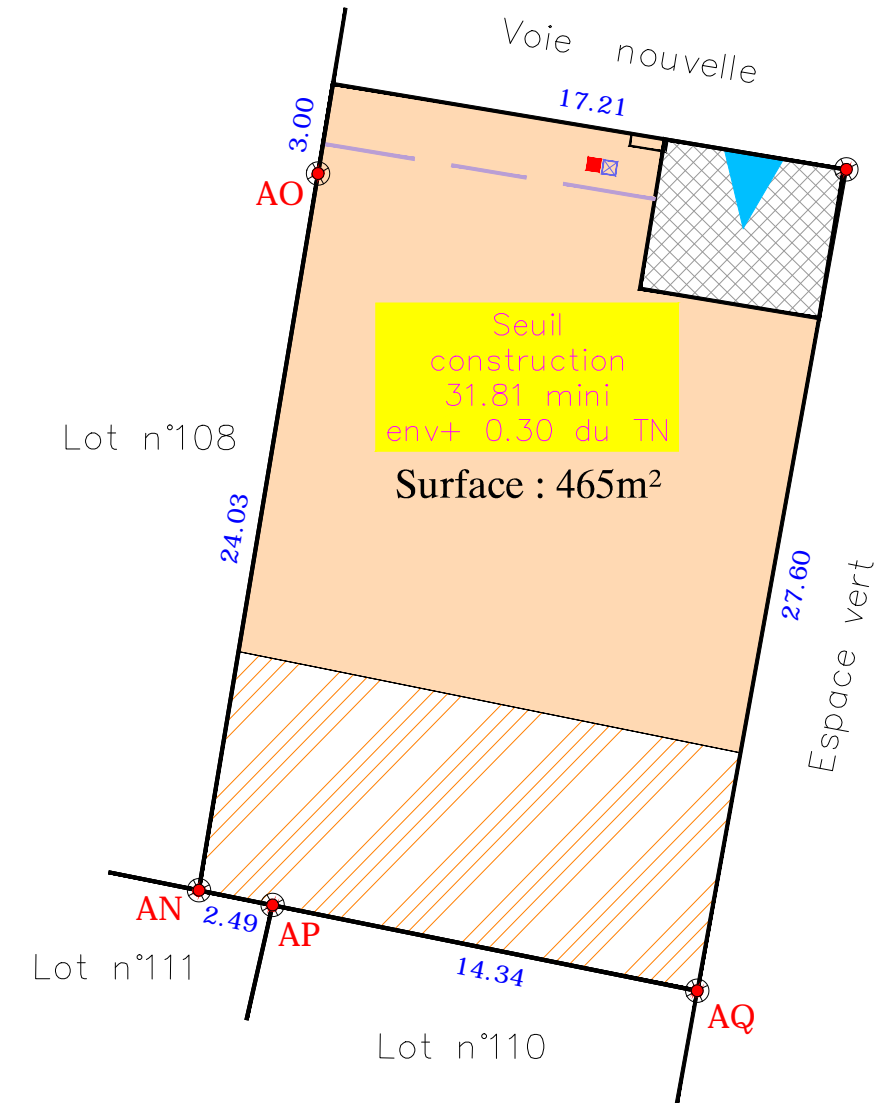 Voie nouvelle
17.21
3.00
AO
Seuil
construction
31.81 mini
env+ 0.30 du TN
Lot n°108
Surface : 465m²
24.03
27.60
Espace vert
AN
2.49
AP
Lot n°111
14.34
AQ
Lot n°110